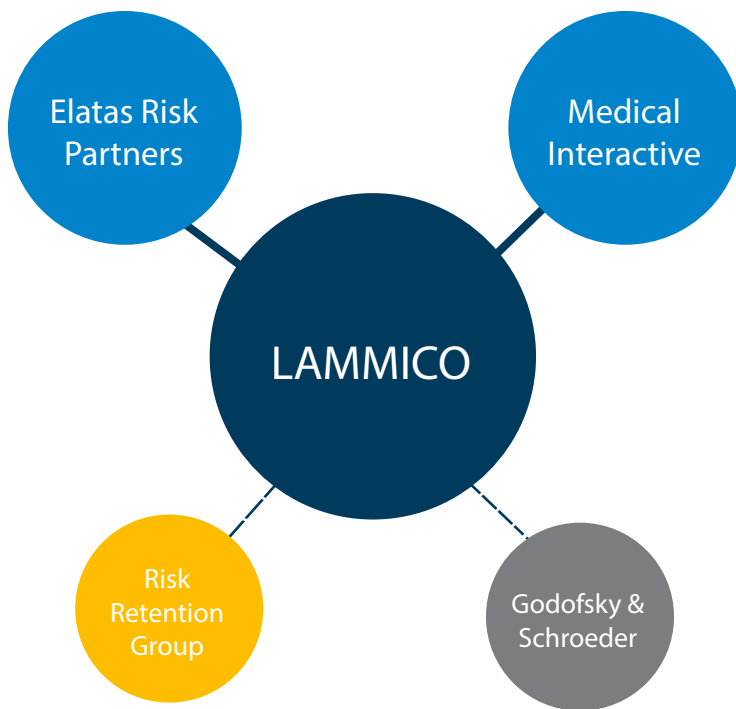 Elatas Risk
Partners
Medical
Interactive
LAMMICO
Risk
Retention
Group
Godofsky &
Schroeder